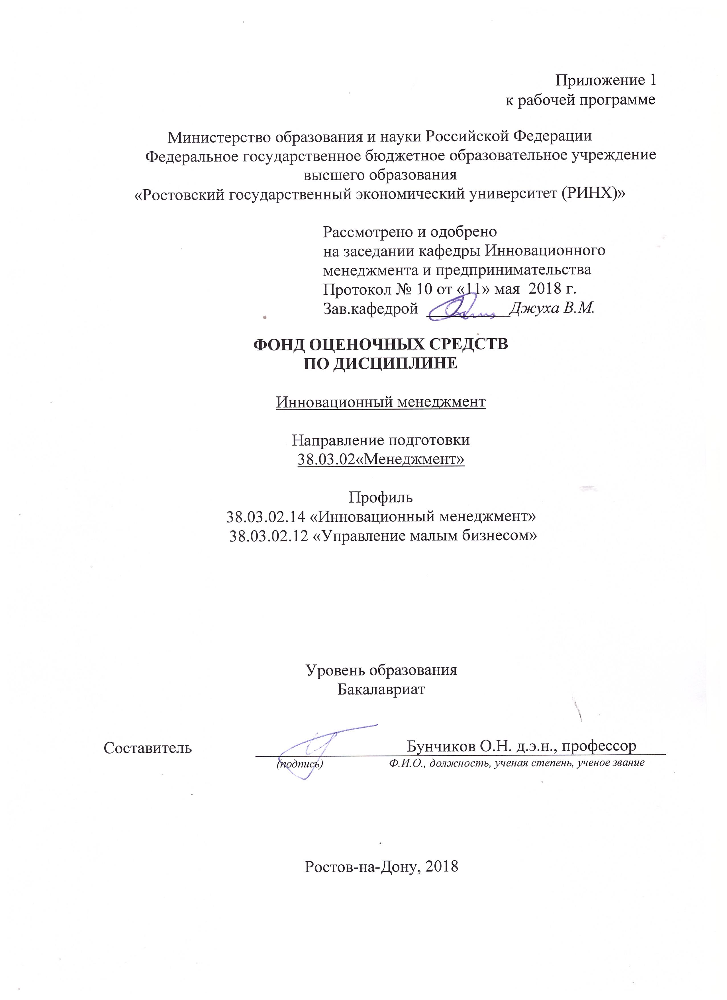 Приложение 1
к рабочей программе
Министерство образования и науки Российской Федерации
Федеральное государственное бюджетное образовательное учреждение
высшего образования
«Ростовский государственный экономический университет (РИНХ)»
Рассмотрено и одобрено
на заседании кафедры Инновационного
менеджмента и предпринимательства
Протокол № 10 от «11» мая 2018 г.
Зав.кафедрой __________Джуха В.М.
ФОНД ОЦЕНОЧНЫХ СРЕДСТВ
ПО ДИСЦИПЛИНЕ
Инновационный менеджмент
Направление подготовки
38.03.02«Менеджмент»
Профиль
38.03.02.14 «Инновационный менеджмент»
38.03.02.12 «Управление малым бизнесом»
Уровень образования
Бакалавриат
Составитель Бунчиков О.Н. д.э.н., профессор
(подпись) Ф.И.О., должность, ученая степень, ученое звание
Ростов-на-Дону, 2018